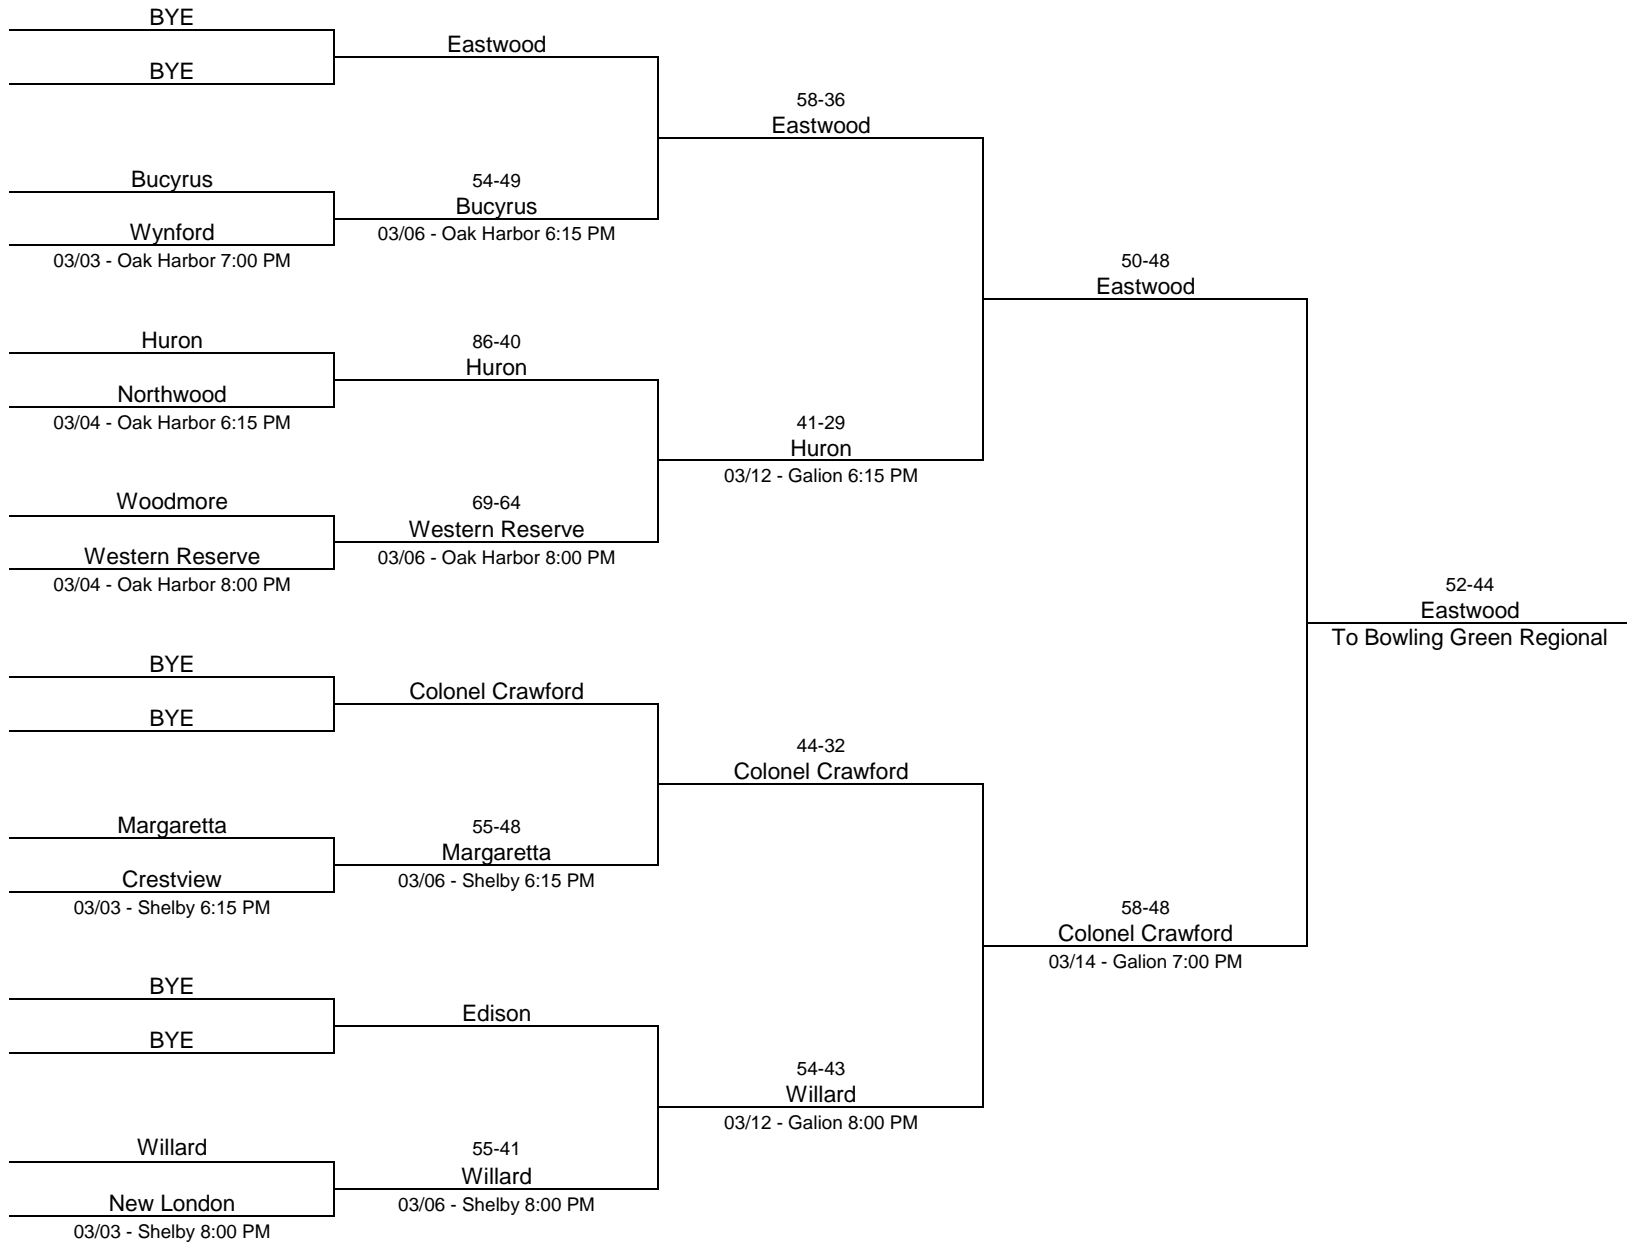 BYE
BYE
Bucyrus
Wynford
03/03 - Oak Harbor 7:00 PM
Huron
Northwood
03/04 - Oak Harbor 6:15 PM
Woodmore
Western Reserve
03/04 - Oak Harbor 8:00 PM
BYE
BYE
Margaretta
Crestview
03/03 - Shelby 6:15 PM
BYE
BYE
Willard
New London
03/03 - Shelby 8:00 PM
Eastwood
54-49
Bucyrus
03/06 - Oak Harbor 6:15 PM
86-40
Huron
69-64
Western Reserve
03/06 - Oak Harbor 8:00 PM
Colonel Crawford
55-48
Margaretta
03/06 - Shelby 6:15 PM
Edison
55-41
Willard
03/06 - Shelby 8:00 PM
58-36
Eastwood
41-29
Huron
03/12 - Galion 6:15 PM
44-32
Colonel Crawford
54-43
Willard
03/12 - Galion 8:00 PM
50-48
Eastwood
58-48
Colonel Crawford
03/14 - Galion 7:00 PM
52-44
Eastwood
To Bowling Green Regional